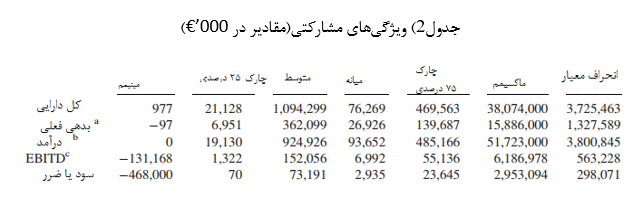 جدول2) ویژگی‌های مشارکتی(مقادیر در 000’€)
مینیمم چارک ۲۵ درصدی متوسط میانه چارک ۷۵ درصدی ماکسیمم انحراف معیار
کل دارایی 977 21,128 1,094,299 76,269 469,563 38,074,000 3,725,463
بدهی فعلی a −97 6,951 362,099 26,926 139,687 15,886,000 1,327,589
درآمد b 0 19,130 924,926 93,652 485,166 51,723,000 3,800,845
EBITDc −131,168 1,322 152,056 6,992 55,136 6,186,978 563,228
سود یا ضرر −468,000 70 73,191 2,935 23,645 2,953,094 298,071